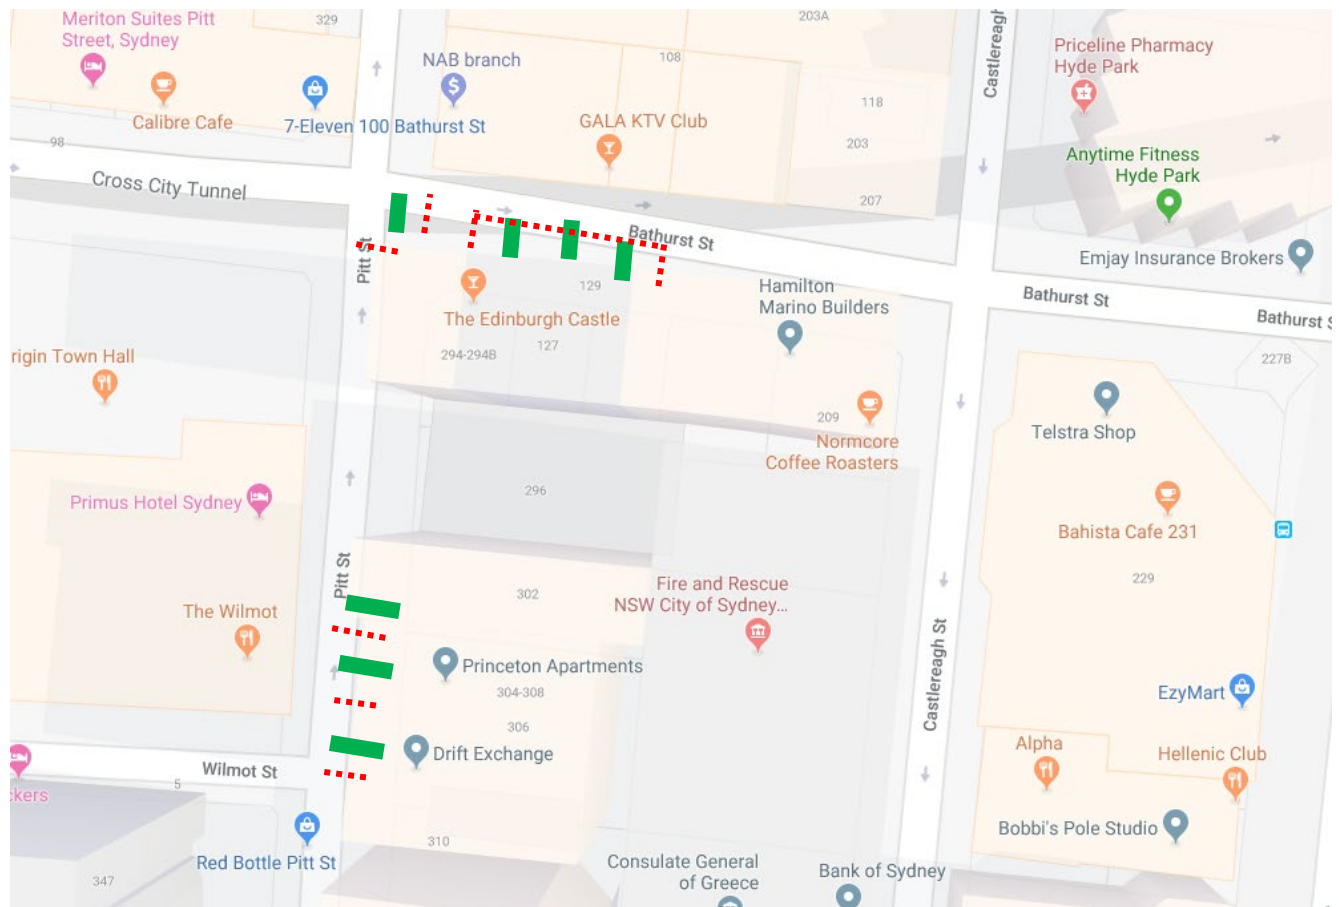 Meriton Suites Pitt
Street, Sydney
329
203A
Castlereagh
NAB branch
108
Priceline Pharmacy
Hyde Park
Calibre Cafe
7-Eleven 100 Bathurst St
GALA KTV Club
118
203
98
Anytime Fitness
Hyde Park
Cross City Tunnel
207
Bathurst St
Pitt St
Emjay Insurance Brokers
129
Hamilton
Marino Builders
Bathurst St
Bathurst S
The Edinburgh Castle
127
294-294B
rigin Town Hall
227B
209
Telstra Shop
Normcore
Coffee Roasters
296
Primus Hotel Sydney
Bahista Cafe 231
Pitt St
302
Fire and Rescue
NSW City of Sydney...
229
The Wilmot
Princeton Apartments
304-308
Castlereagh St
EzyMart
306
Drift Exchange
Alpha
Hellenic Club
Wilmot St
5
ckers
310
Bobbi's Pole Studio
Red Bottle Pitt St
347
Consulate General
of Greece
Bank of Sydney